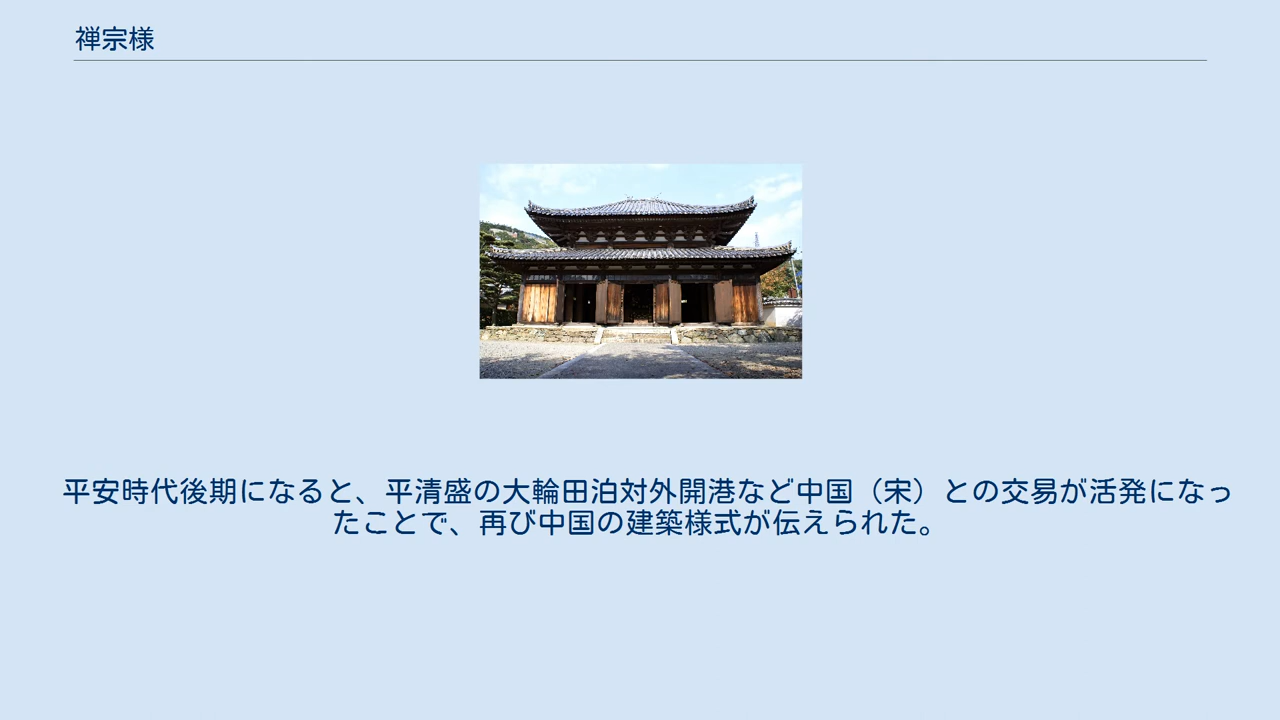 禅宗様
平安時代後期になると、平清盛の大輪田泊対外開港など中国（宋）との交易が活発になっ
たことで、再び中国の建築様式が伝えられた。